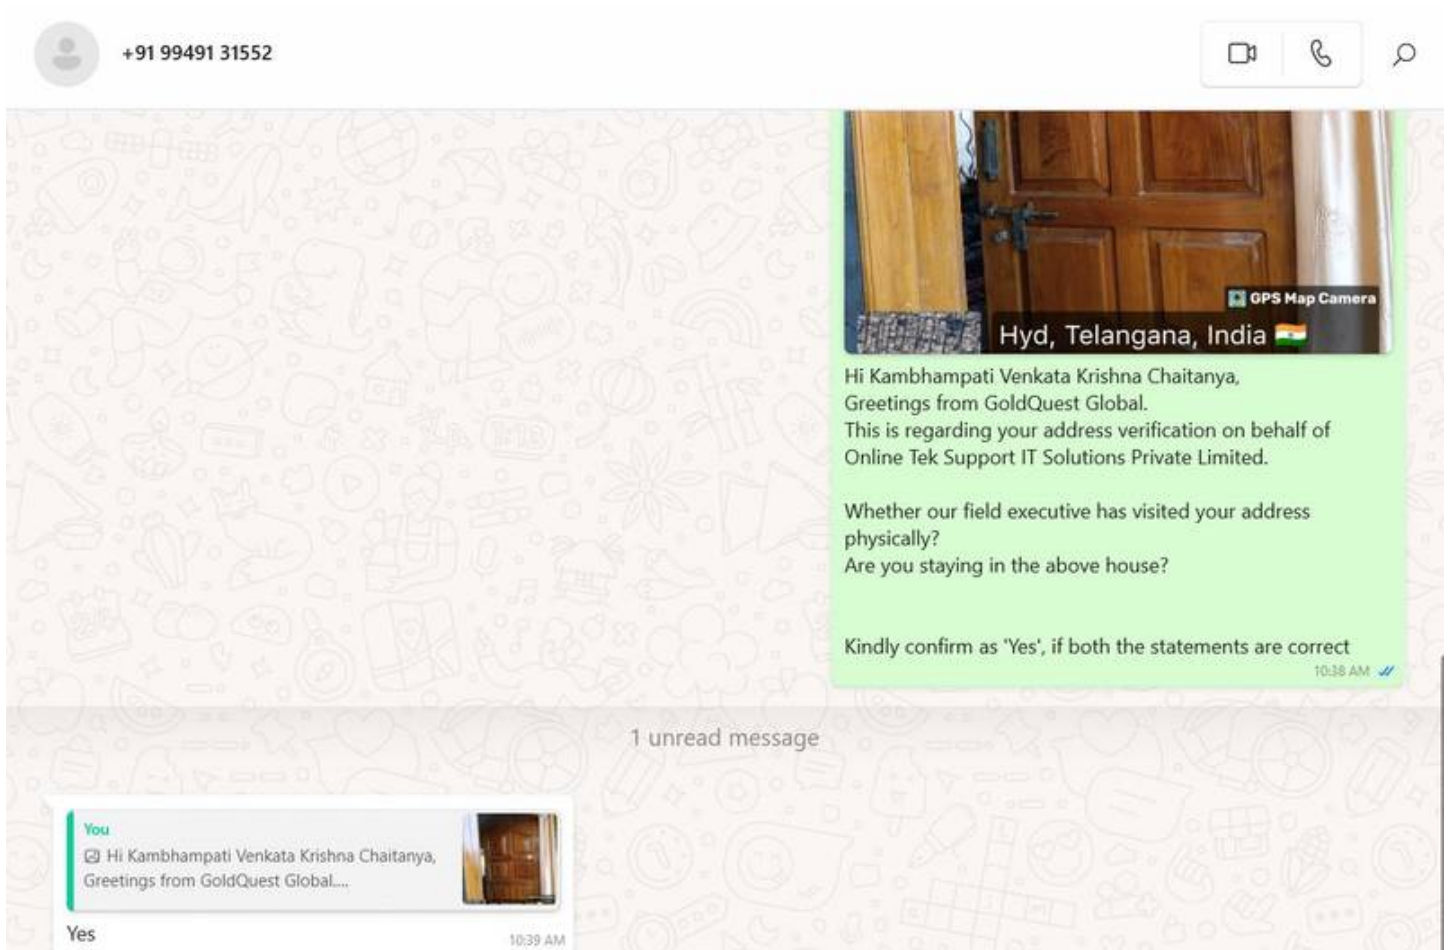 +91 99491 31552
GPS Map Camera
Hyd, Telangana, India
Hi Kambhampati Venkata Krishna Chaitanya,
Greetings from GoldQuest Global.
This is regarding your address verification on behalf of
Online Tek Support IT Solutions Private Limited.
Whether our field executive has visited your address
physically?
Are you staying in the above house?
Kindly confirm as 'Yes', if both the statements are correct
10:38 AM
1 unread message
You
Hi Kambhampati Venkata Krishna Chaitanya,
Greetings from GoldQuest Global....
Yes
10:39 AM